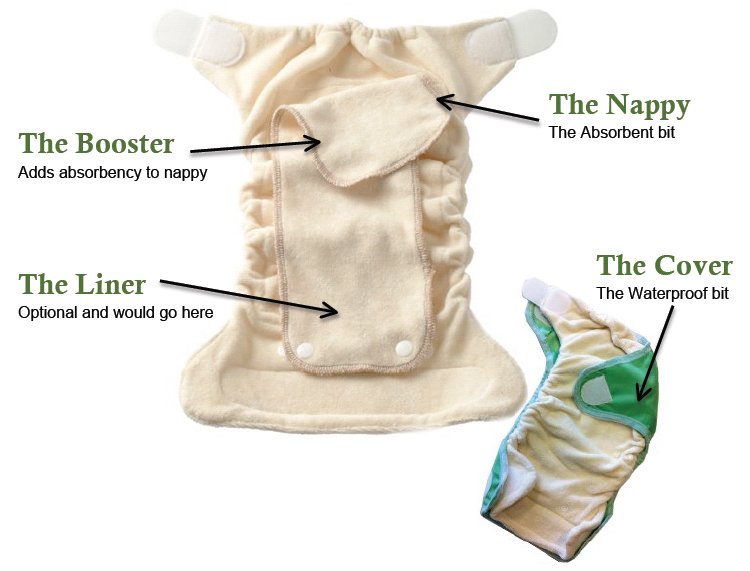 The Nappy
The Absorbent bit
The Booster
Adds absorbency to nappy
The Cover
The Waterproof bit
The Liner
Optional and would go here